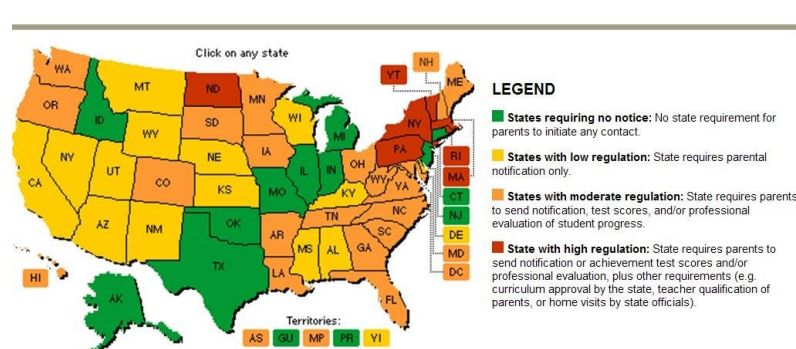 Click on any state
WA
OR
CA
NY
ID
MT
WY
UT
AZ
CO
NM
ND
SD
NE
KS
OK
TX
MN
IA
MO
AR
LA
WI
IL
IN
MI
OH
KY
TN
MS
AL
GA
FL
SC
NC
YA
WY
PA
NY
ME
NH
YT
RI
MA
CT
NJ
DE
MD
DC
HI
AK
Territories:
AS GU MP PR YI
LEGEND
States requiring no notice: No state requirement for
parents to initiate any contact.
States with low regulation: State requires parental
notification only.
States with moderate regulation: State requires parents
to send notification, test scores, and/or professional
evaluation of student progress.
State with high regulation: State requires parents to
send notification or achievement test scores and/or
professional evaluation, plus other requirements (e.g.
curriculum approval by the state, teacher qualification of
parents, or home visits by state officials).